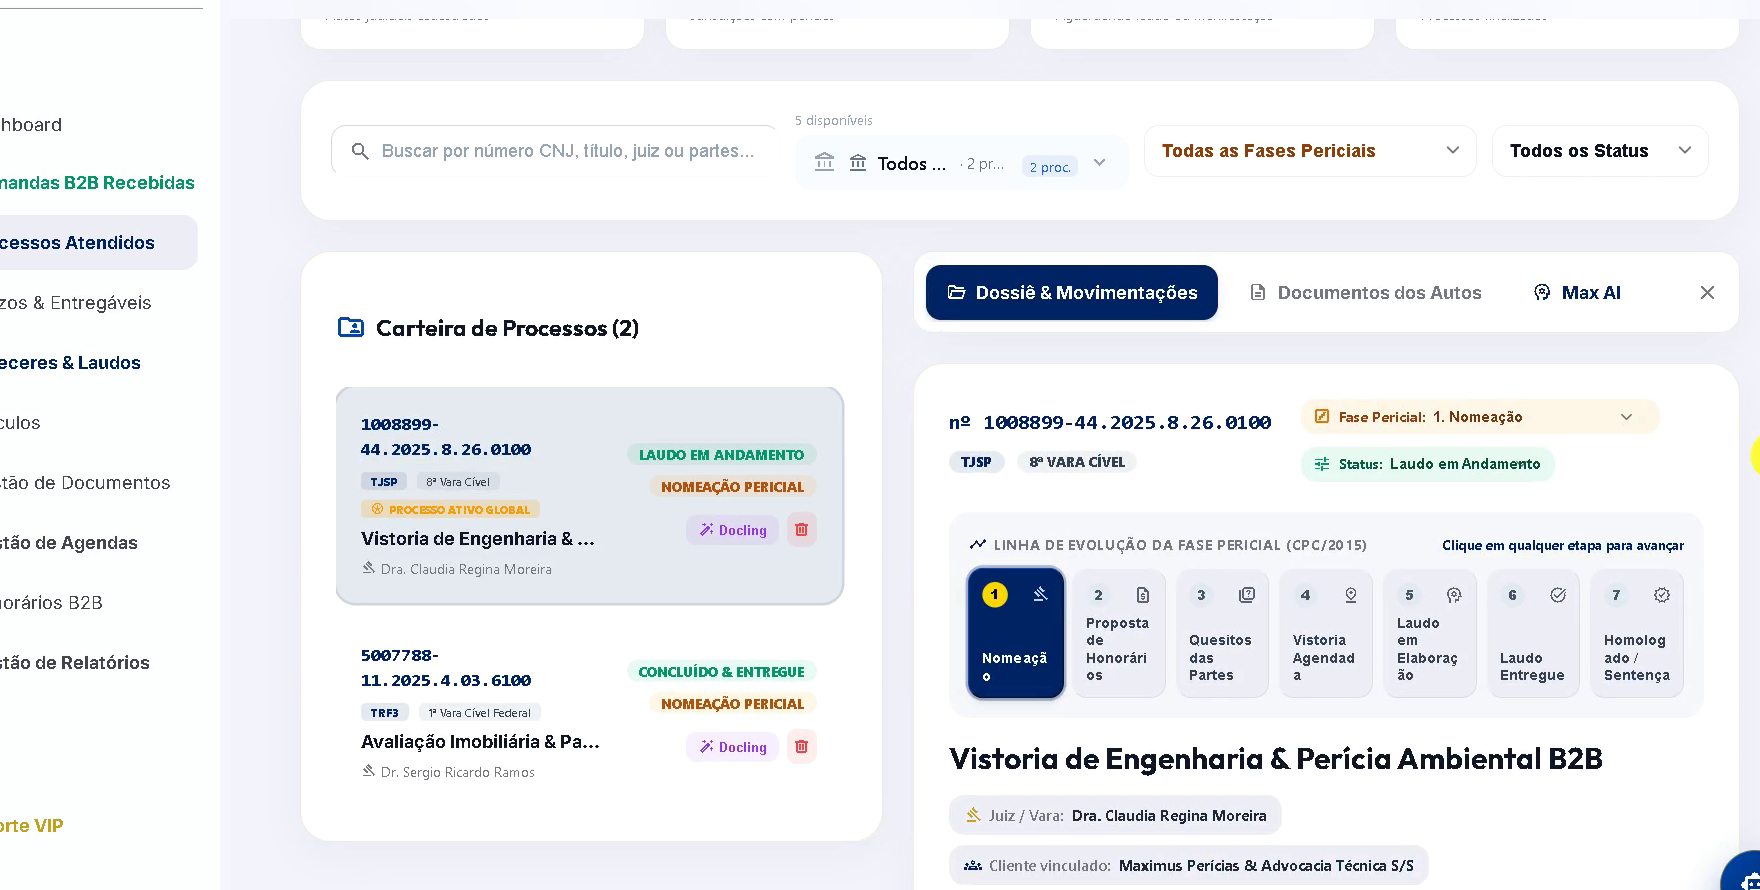 hboard
mandas B2B Recebidas
cessos Atendidos
zos & Entregáveis
eceres & Laudos
culos
tão de Documentos
stão de Agendas
norários B2B
stão de Relatórios
orte VIP
Buscar por número CNJ, título, juiz ou partes...
5 disponíveis
Todos ... · 2 pr... 2 proc.
Todas as Fases Periciais
Todos os Status
Carteira de Processos (2)
1008899-
44.2025.8.26.0100
TJSP 8ª Vara Cível
PROCESSO ATIVO GLOBAL
Vistoria de Engenharia & ...
Dra. Claudia Regina Moreira
LAUDO EM ANDAMENTO
NOMEAÇÃO PERICIAL
Docling
5007788-
11.2025.4.03.6100
TRF3 1ª Vara Cível Federal
Avaliação Imobiliária & Pa...
Dr. Sergio Ricardo Ramos
CONCLUÍDO & ENTREGUE
NOMEAÇÃO PERICIAL
Docling
Dossiê & Movimentações
Documentos dos Autos
Max AI
nº 1008899-44.2025.8.26.0100
TJSP 8ª VARA CÍVEL
Fase Pericial: 1. Nomeação
Status: Laudo em Andamento
LINHA DE EVOLUÇÃO DA FASE PERICIAL (CPC/2015)
Clique em qualquer etapa para avançar
1
Nomeaçã
o
2
Proposta
de
Honorári
os
3
Quesitos
das
Partes
4
Vistoria
Agendad
a
5
Laudo
em
Elaboraç
ão
6
Laudo
Entregue
7
Homolog
ado /
Sentença
Vistoria de Engenharia & Perícia Ambiental B2B
Juiz / Vara: Dra. Claudia Regina Moreira
Cliente vinculado: Maximus Perícias & Advocacia Técnica S/S